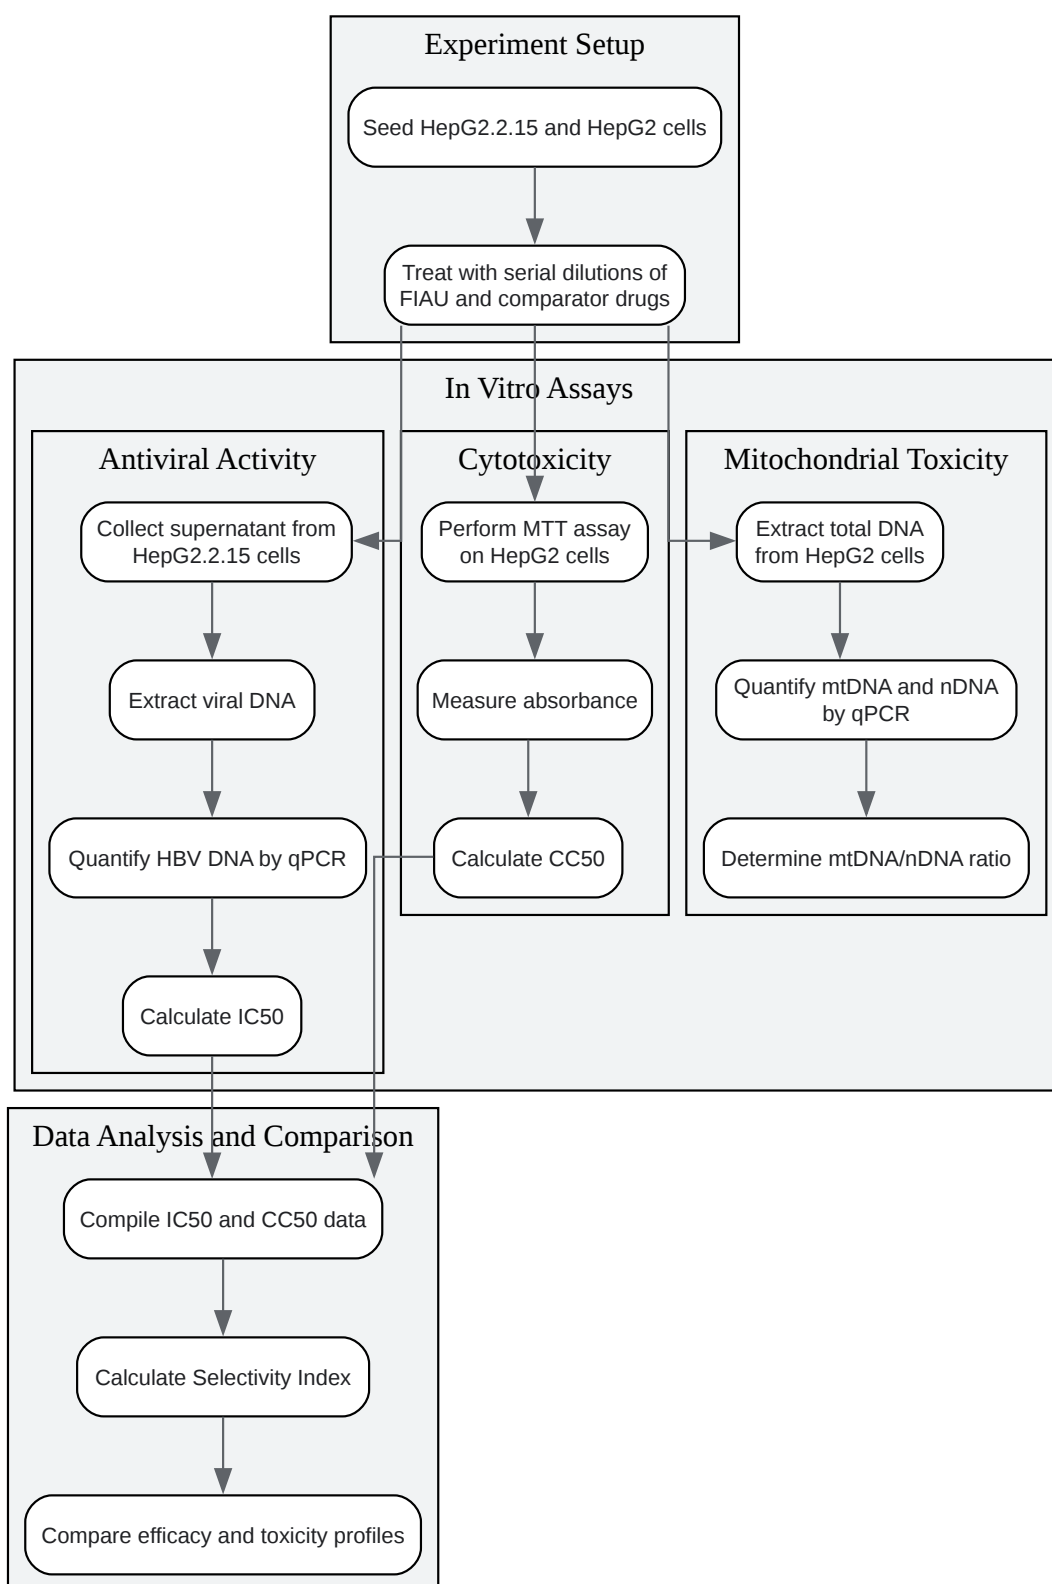 Experiment Setup
Seed HepG2.2.15 and HepG2 cells
Treat with serial dilutions of
FIAU and comparator drugs
In Vitro Assays
Antiviral Activity
Collect supernatant from
HepG2.2.15 cells
Extract viral DNA
Quantify HBV DNA by qPCR
Calculate IC50
Cytotoxicity
Perform MTT assay
on HepG2 cells
Measure absorbance
Calculate CC50
Mitochondrial Toxicity
Extract total DNA
from HepG2 cells
Quantify mtDNA and nDNA
by qPCR
Determine mtDNA/nDNA ratio
Data Analysis and Comparison
Compile IC50 and CC50 data
Calculate Selectivity Index
Compare efficacy and toxicity profiles